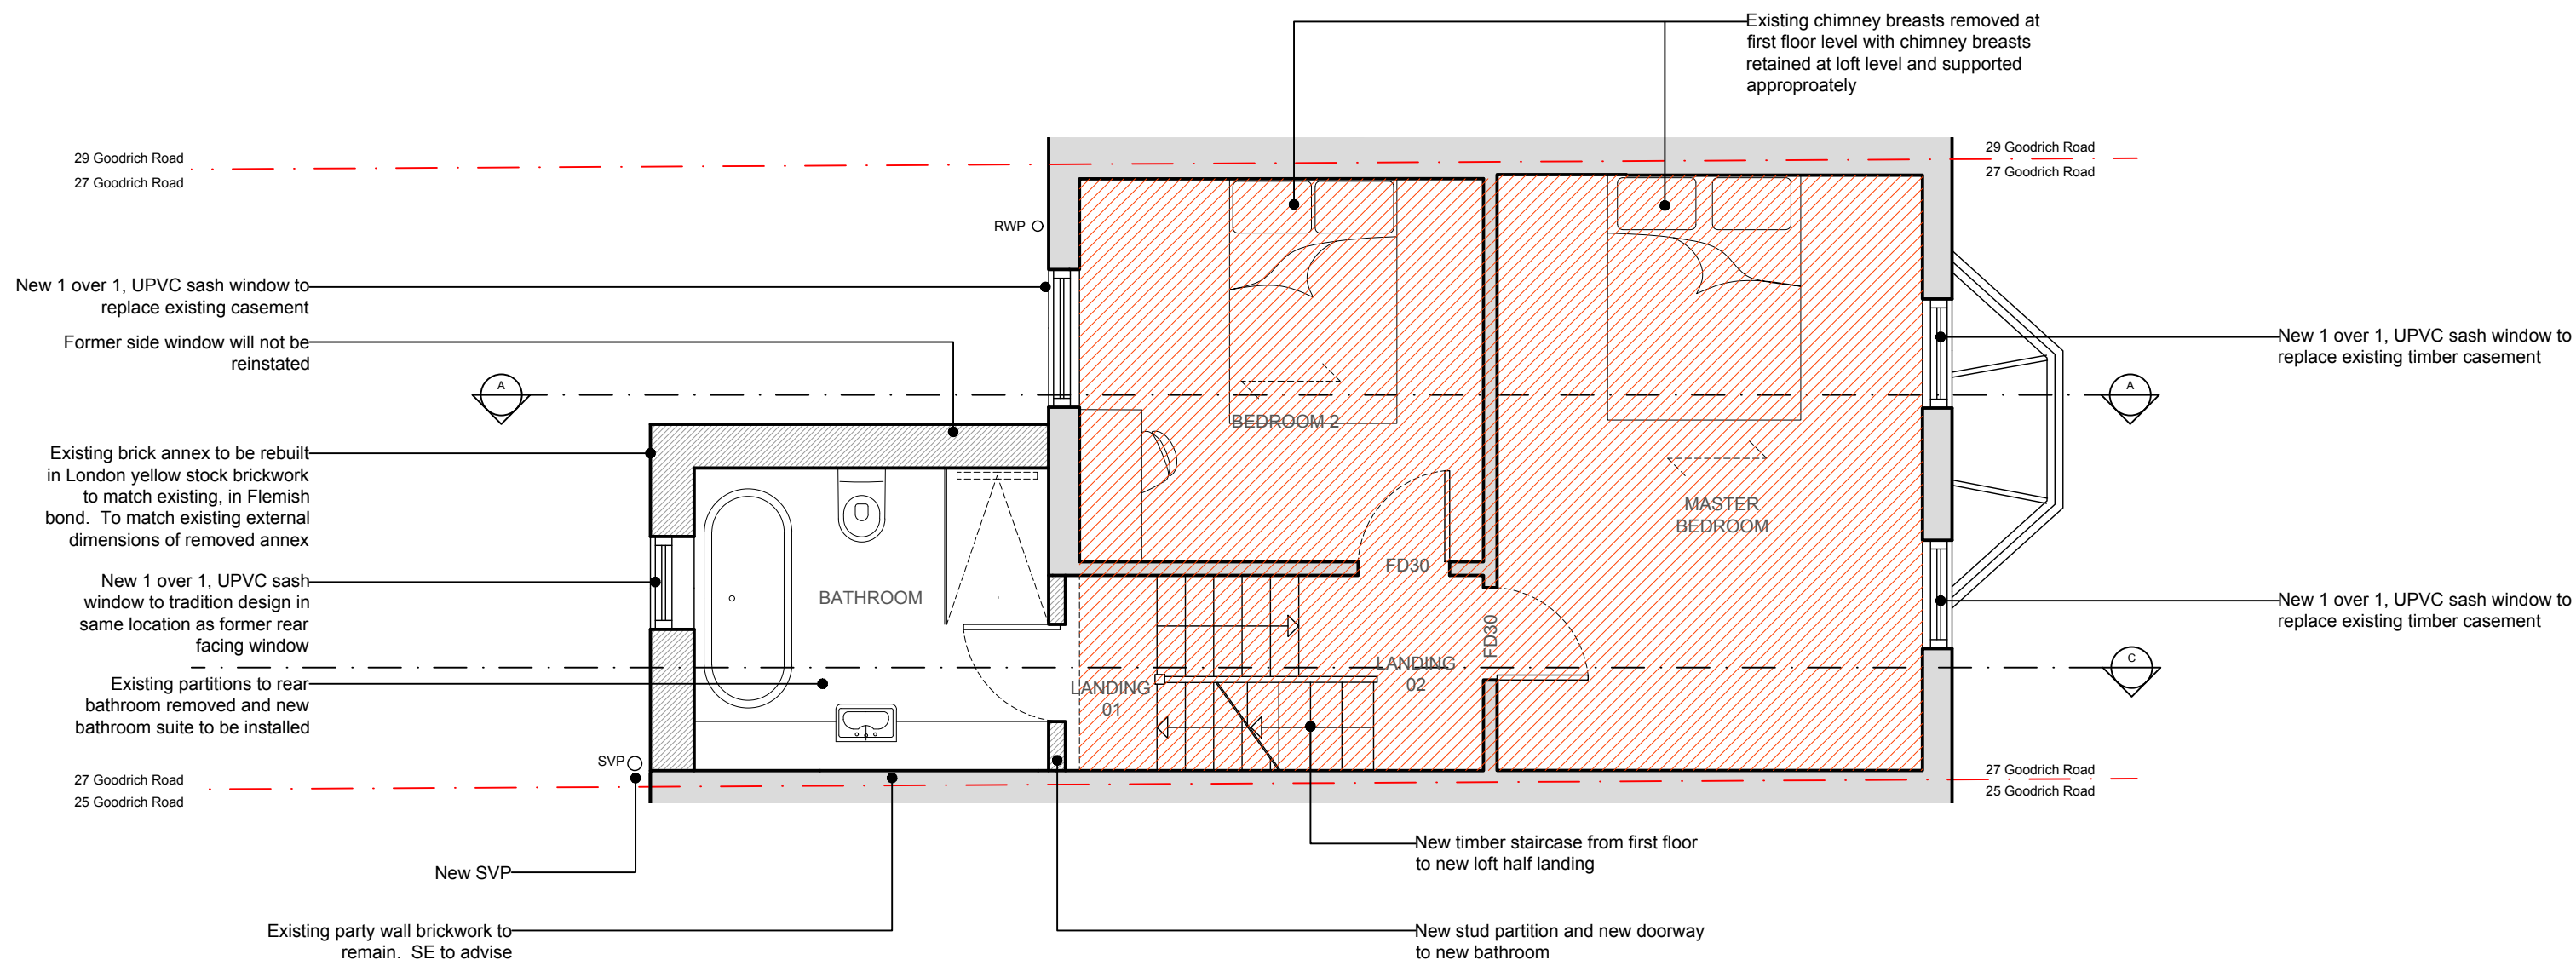 Existing chimney breasts removed at
first floor level with chimney breasts
retained at loft level and supported
approproately
29 Goodrich Road
27 Goodrich Road
29 Goodrich Road
27 Goodrich Road
RWP
New 1 over 1, UPVC sash window to
replace existing casement
Former side window will not be
reinstated
New 1 over 1, UPVC sash window to
replace existing timber casement
A
A
BEDROOM 2
Existing brick annex to be rebuilt
in London yellow stock brickwork
to match existing, in Flemish
bond. To match existing external
dimensions of removed annex
MASTER
BEDROOM
FD30
New 1 over 1, UPVC sash
window to tradition design in
same location as former rear
facing window
BATHROOM
FD30
New 1 over 1, UPVC sash window to
replace existing timber casement
LANDING
02
C
Existing partitions to rear
bathroom removed and new
bathroom suite to be installed
LANDING
01
SVP
27 Goodrich Road
25 Goodrich Road
27 Goodrich Road
25 Goodrich Road
New SVP
New timber staircase from first floor
to new loft half landing
Existing party wall brickwork to
remain. SE to advise
New stud partition and new doorway
to new bathroom